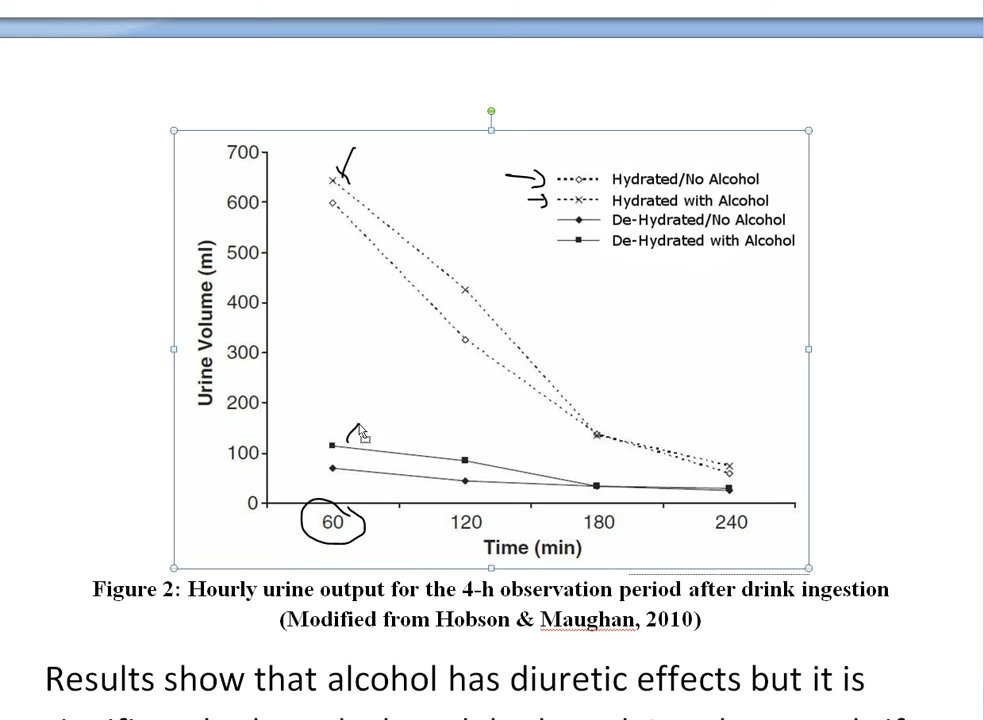 700
600
500
400
300
200
100
0
Urine Volume (ml)
Hydrated/No Alcohol
Hydrated with Alcohol
De-Hydrated/No Alcohol
De-Hydrated with Alcohol
60 120 180 240
Time (min)
Figure 2: Hourly urine output for the 4-h observation period after drink ingestion
(Modified from Hobson & Maughan, 2010)
Results show that alcohol has diuretic effects but it is